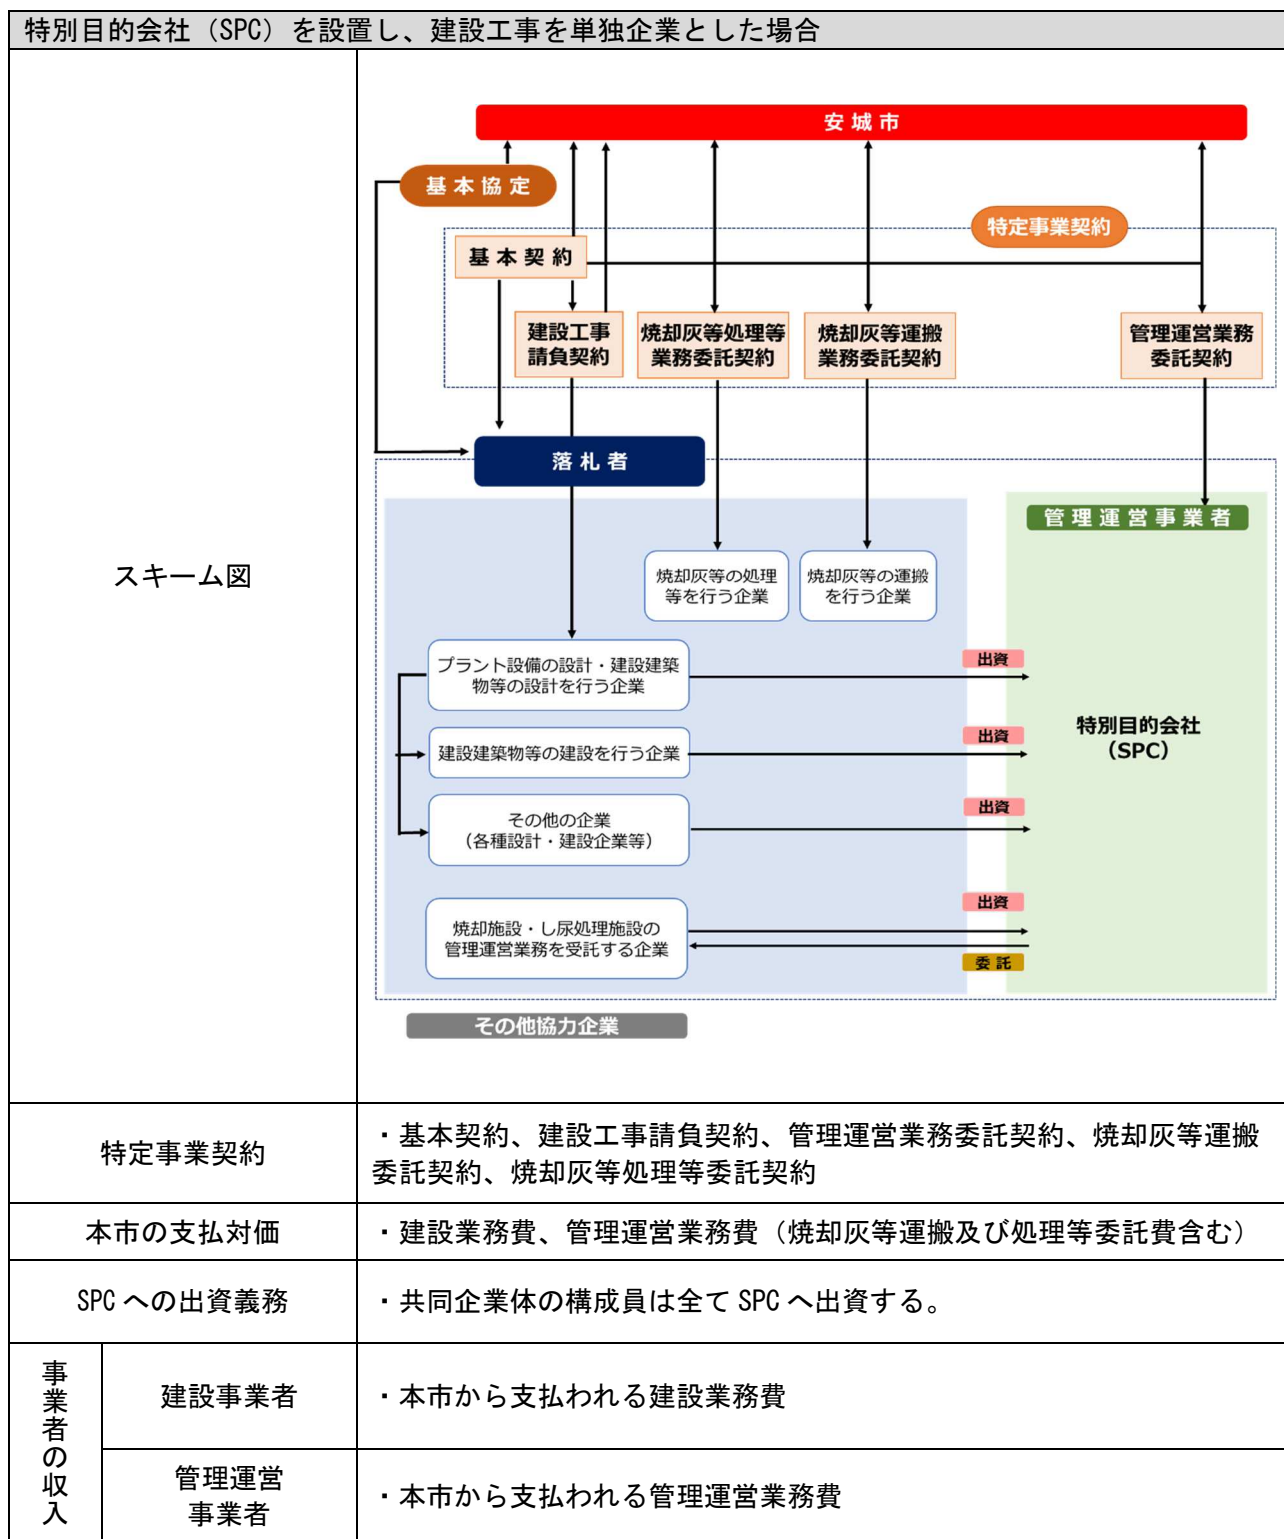 特別目的会社（SPC）を設置し、建設工事を単独企業とした場合
スキーム図
安城市
基本協定
特定事業契約
基本契約
建設工事
請負契約
焼却灰等処理等
業務委託契約
焼却灰等運搬
業務委託契約
管理運営業務
委託契約
落札者
管理運営事業者
焼却灰等の処理
等を行う企業
焼却灰等の運搬
を行う企業
プラント設備の設計・建設建築
物等の設計を行う企業
出資
建設建築物等の建設を行う企業
出資
特別目的会社
（SPC）
その他の企業
（各種設計・建設企業等）
出資
焼却施設・し尿処理施設の
管理運営業務を受託する企業
出資
委託
その他協力企業
特定事業契約
・基本契約、建設工事請負契約、管理運営業務委託契約、焼却灰等運搬
委託契約、焼却灰等処理等委託契約
本市の支払対価
・建設業務費、管理運営業務費（焼却灰等運搬及び処理等委託費含む）
SPCへの出資義務
・共同企業体の構成員は全てSPCへ出資する。
事業者の収入
建設事業者
・本市から支払われる建設業務費
管理運営
事業者
・本市から支払われる管理運営業務費